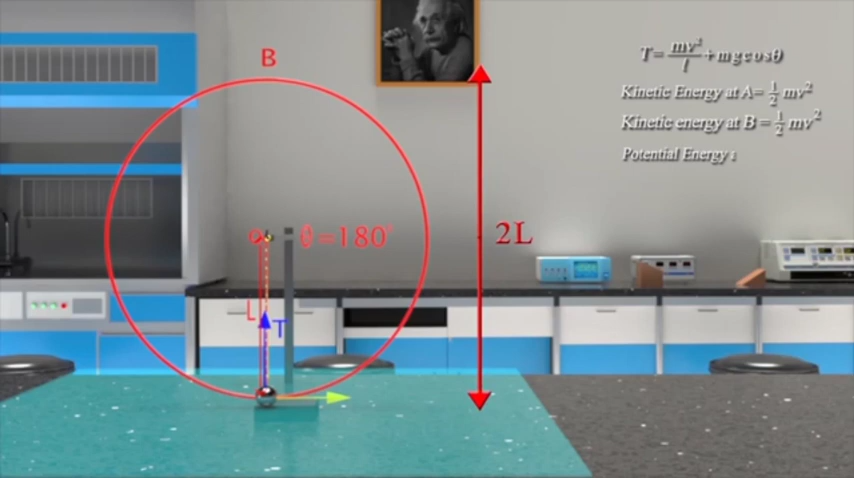 B
T = mv²/l + mg cosθ
Kinetic Energy at A= 1/2 mv²
Kinetic energy at B = 1/2 mv²
Potential Energy :
O θ=180° 2L
L
T